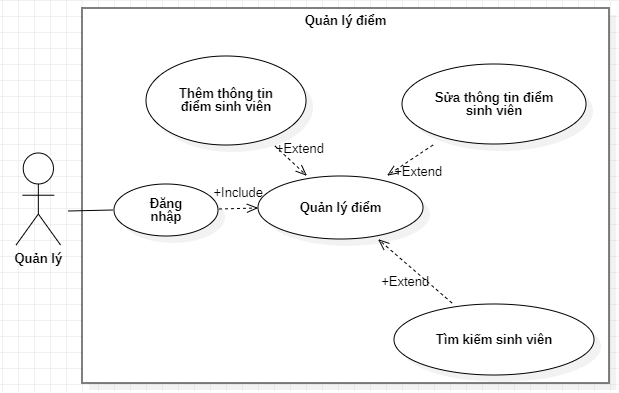 Quản lý điểm
Thêm thông tin
điểm sinh viên
Sửa thông tin điểm
sinh viên
+Extend
+Extend
+Include
Đăng
nhập
Quản lý điểm
Quản lý
+Extend
Tìm kiếm sinh viên